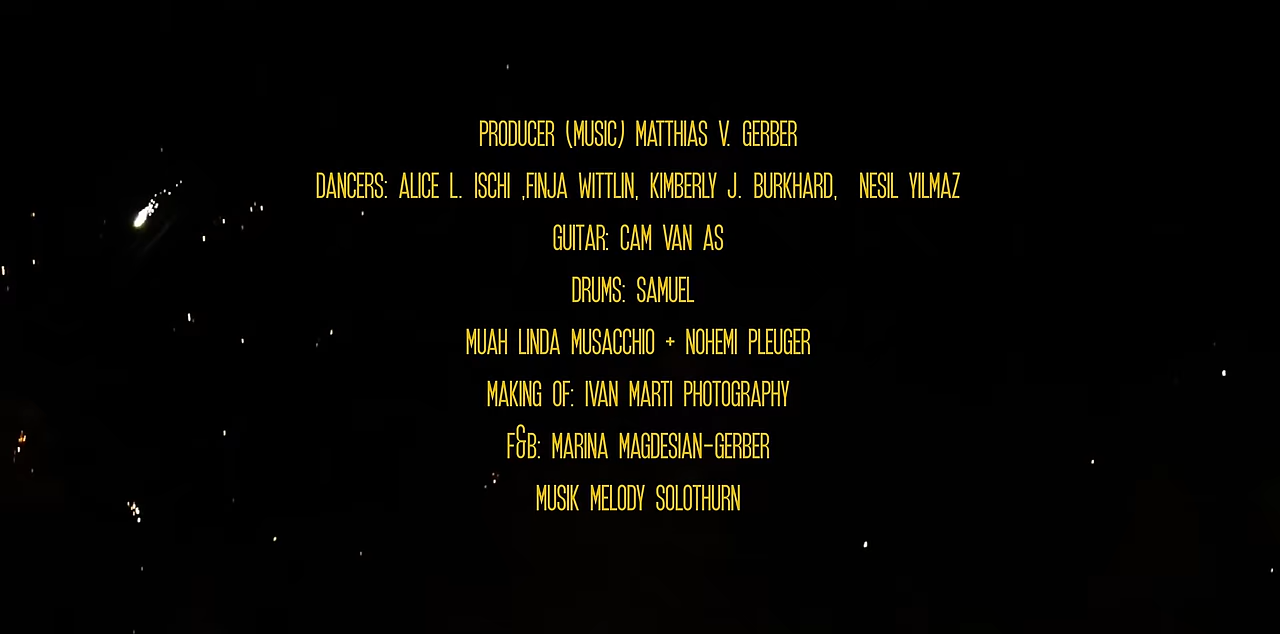 PRODUCER (MUSIC) MATTHIAS V. GERBER
DANCERS: ALICE L. ISCHI ,FINJA WITTLIN, KIMBERLY J. BURKHARD, NESIL YILMAZ
GUITAR: CAM VAN AS
DRUMS: SAMUEL
MUAH LINDA MUSACCHIO + NOHEMI PLEUGER
MAKING OF: IVAN MARTI PHOTOGRAPHY
F&B: MARINA MAGDESIAN-GERBER
MUSIK MELODY SOLOTHURN